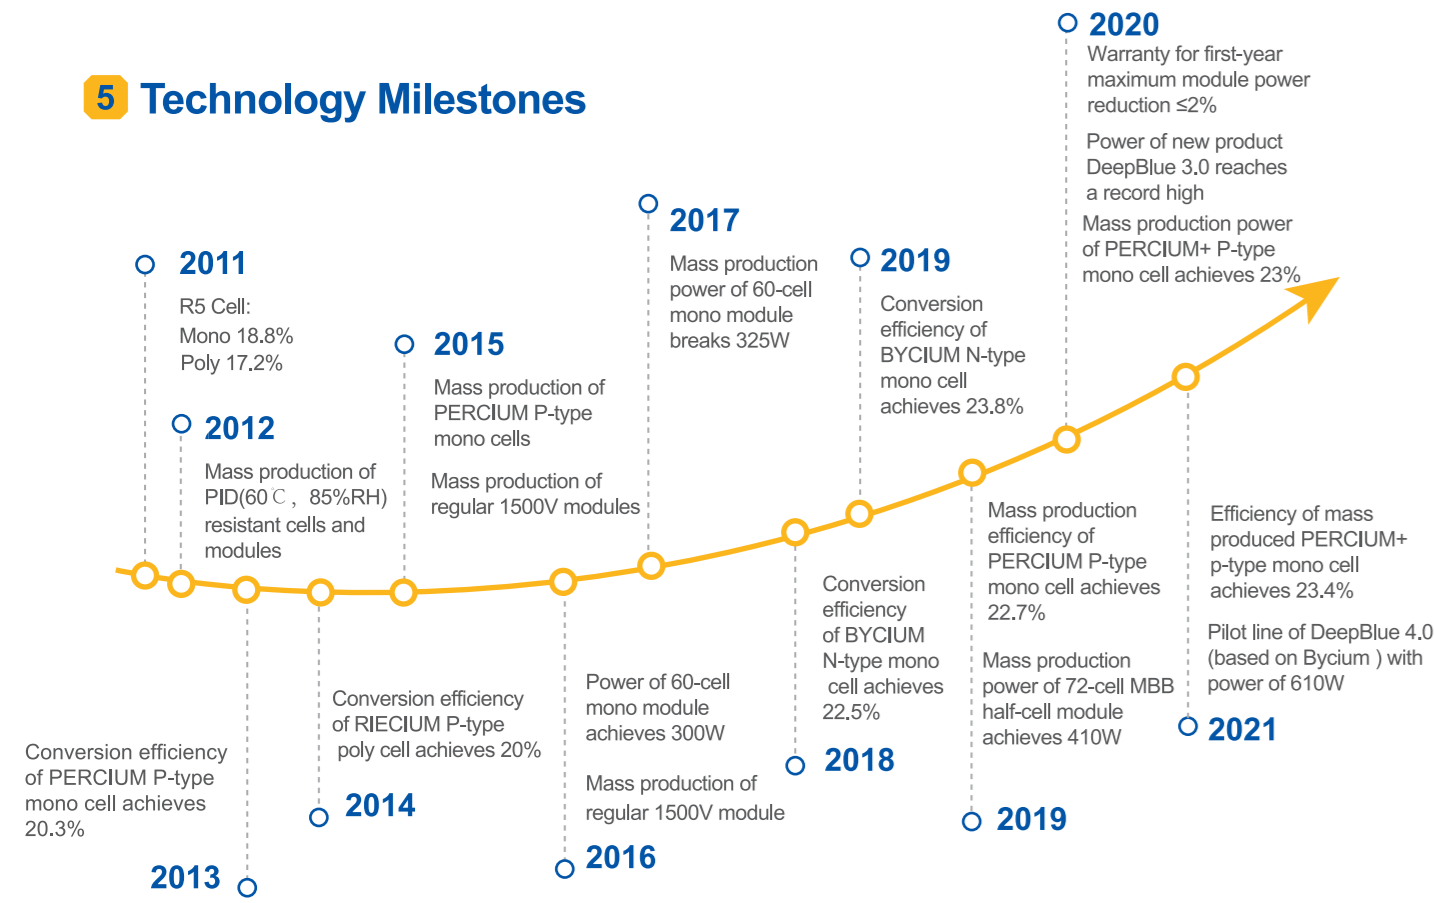 5 Technology Milestones
2011
R5 Cell:
Mono 18.8%
Poly 17.2%
2012
Mass production of
PID(60℃, 85%RH)
resistant cells and
modules
Conversion efficiency
of PERCIUM P-type
mono cell achieves
20.3%
2013
Conversion efficiency
of RIECIUM P-type
poly cell achieves 20%
2014
2015
Mass production of
PERCIUM P-type
mono cells
Mass production of
regular 1500V modules
Power of 60-cell
mono module
achieves 300W
Mass production of
regular 1500V module
2016
2017
Mass production
power of 60-cell
mono module
breaks 325W
Conversion
efficiency
of BYCIUM
N-type mono
cell achieves
22.5%
2018
2019
Conversion
efficiency of
BYCIUM N-type
mono cell
achieves 23.8%
Mass production
efficiency of
PERCIUM P-type
mono cell achieves
22.7%
Mass production
power of 72-cell MBB
half-cell module
achieves 410W
2019
2020
Warranty for first-year
maximum module power
reduction ≤2%
Power of new product
DeepBlue 3.0 reaches
a record high
Mass production power
of PERCIUM+ P-type
mono cell achieves 23%
Efficiency of mass
produced PERCIUM+
p-type mono cell
achieves 23.4%
Pilot line of DeepBlue 4.0
(based on Bycium ) with
power of 610W
2021